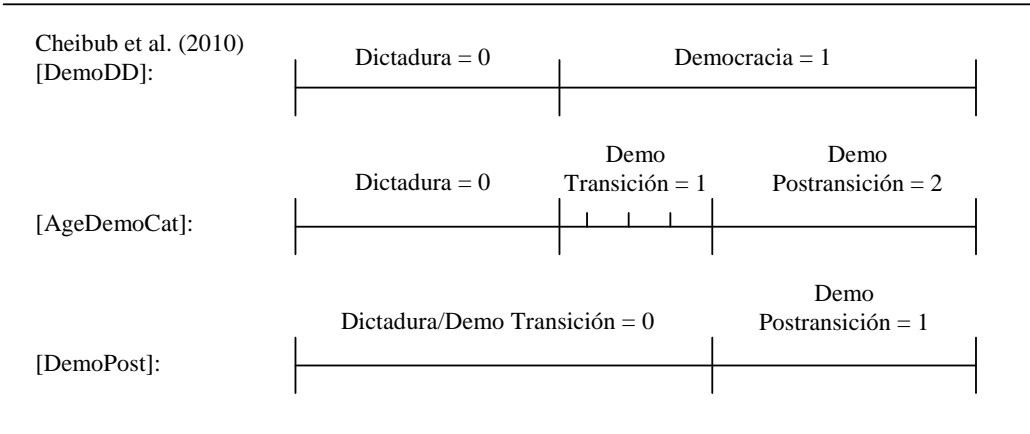 Cheibub et al. (2010)
[DemoDD]:
Dictadura = 0
Democracia = 1
[AgeDemoCat]:
Dictadura = 0
Demo
Transición = 1
Demo
Postransición = 2
[DemoPost]:
Dictadura/Demo Transición = 0
Demo
Postransición = 1